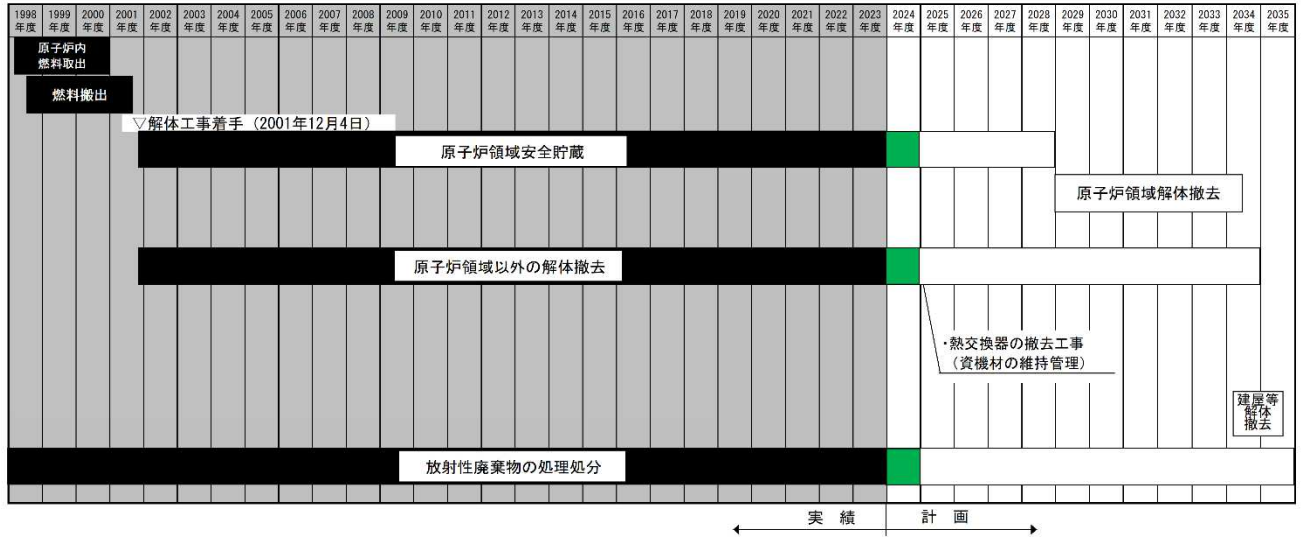 1998 1999 2000 2001 2002 2003 2004 2005 2006 2007 2008 2009 2010 2011 2012 2013 2014 2015 2016 2017 2018 2019 2020 2021 2022 2023 2024 2025 2026 2027 2028 2029 2030 2031 2032 2033 2034 2035
年度 年度 年度 年度 年度 年度 年度 年度 年度 年度 年度 年度 年度 年度 年度 年度 年度 年度 年度 年度 年度 年度 年度 年度 年度 年度 年度 年度 年度 年度 年度 年度 年度 年度 年度 年度 年度 年度
原子炉内
燃料取出
燃料搬出
▽解体工事着手（2001年12月4日）
原子炉領域安全貯蔵
原子炉領域解体撤去
原子炉領域以外の解体撤去
・熱交換器の撤去工事
（資機材の維持管理）
建屋等
解体
撤去
放射性廃棄物の処理処分
実 績 計 画